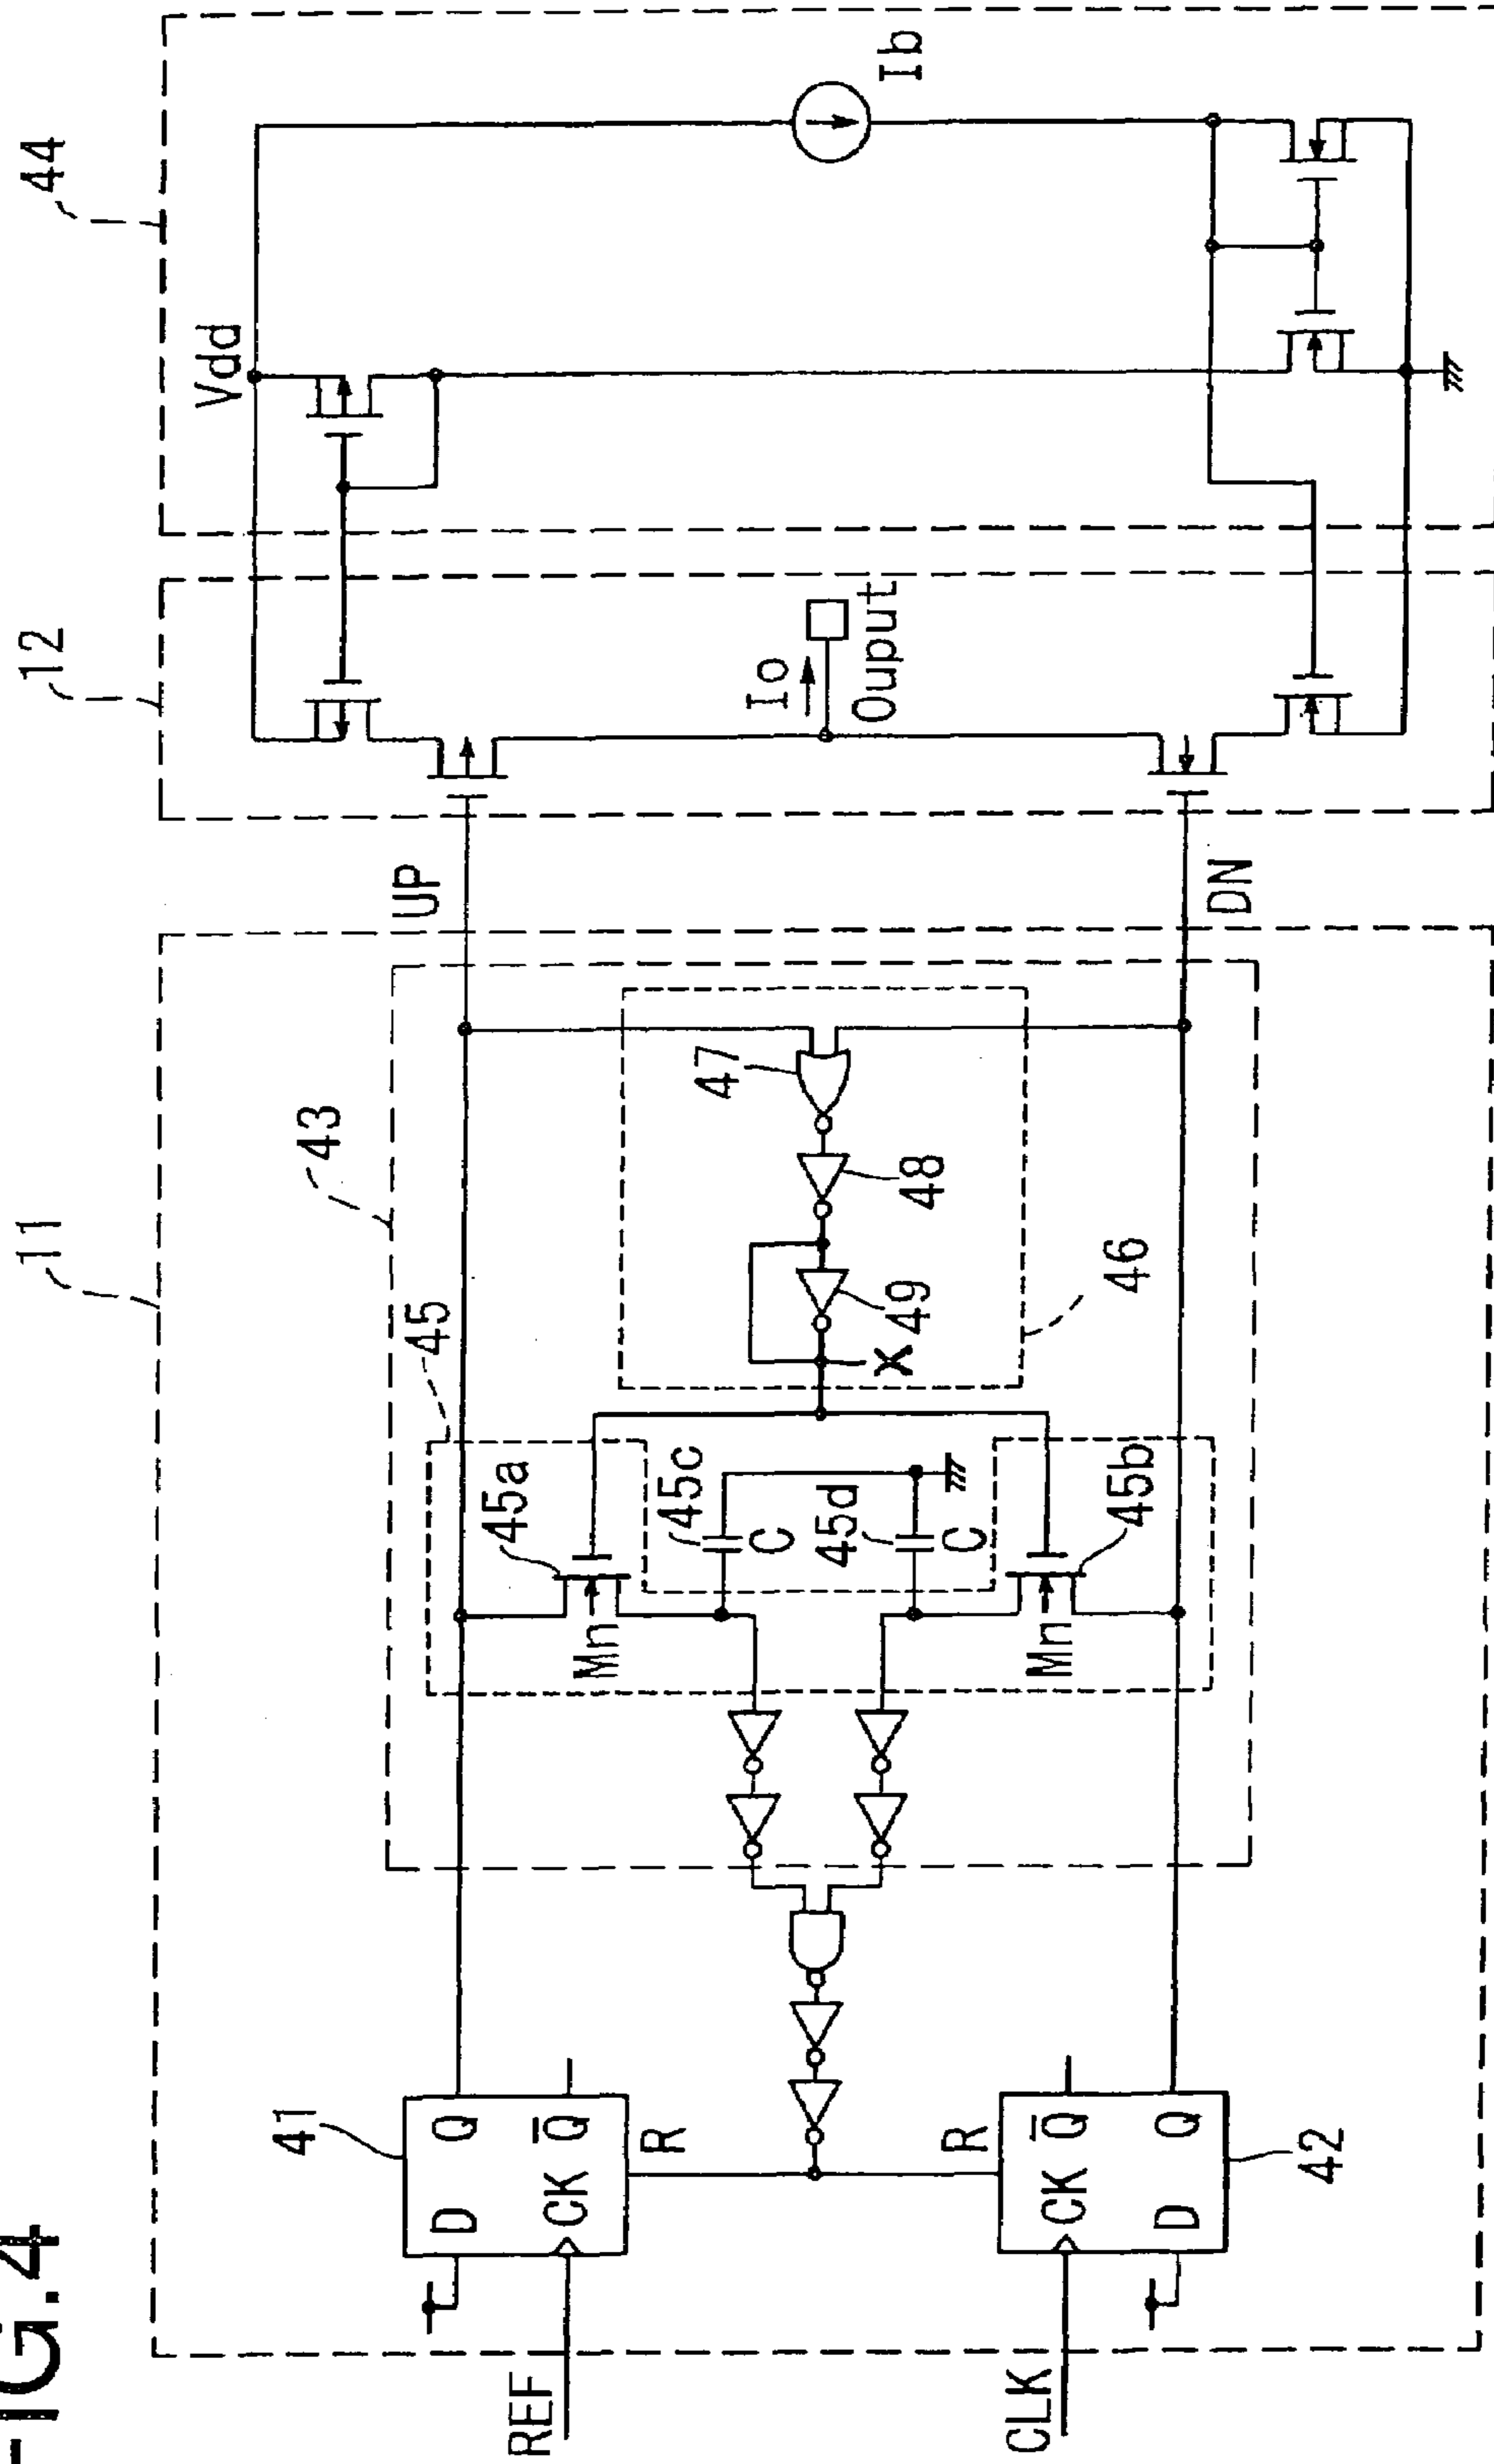 FIG.4
11
12
44
43
45
41
D
Q
CK
Q̅
R
REF
45a
Mn
45c
C
45d
C
Mn
45b
47
48
49
X
46
UP
DN
Vdd
Io
Ouput
Ib
R
CK
Q̅
D
Q
42
CLK